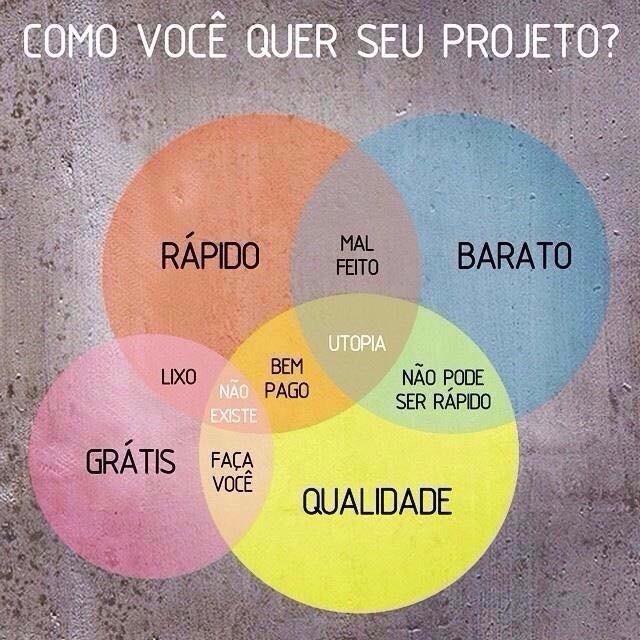 COMO VOCÊ QUER SEU PROJETO?
RÁPIDO
MAL
FEITO
BARATO
UTOPIA
LIXO
BEM
PAGO
NÃO PODE
SER RÁPIDO
NÃO
EXISTE
GRÁTIS
FAÇA
VOCÊ
QUALIDADE